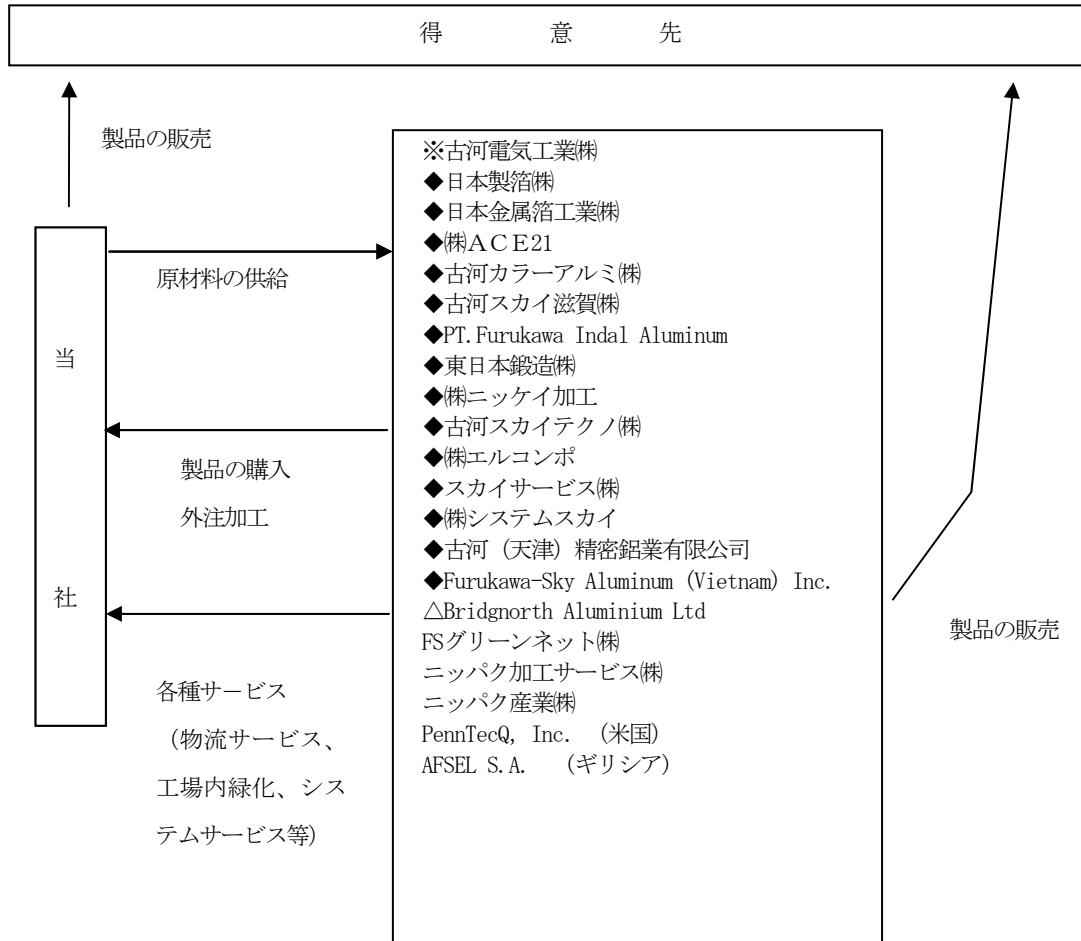 得意先
製品の販売
※古河電気工業㈱
◆日本製箔㈱
◆日本金属箔工業㈱
◆㈱ＡＣＥ21
◆古河カラーアルミ㈱
◆古河スカイ滋賀㈱
◆PT.Furukawa Indal Aluminum
◆東日本鍛造㈱
◆㈱ニッケイ加工
◆古河スカイテクノ㈱
◆㈱エルコンポ
◆スカイサービス㈱
◆㈱システムスカイ
◆古河（天津）精密鋁業有限公司
◆Furukawa-Sky Aluminum (Vietnam) Inc.
△Bridgnorth Aluminium Ltd
FSグリーンネット㈱
ニッパク加工サービス㈱
ニッパク産業㈱
PennTecQ, Inc. （米国）
AFSEL S.A. （ギリシア）
原材料の供給
当社
製品の購入
外注加工
各種サ－ビス
（物流サービス、
工場内緑化、シス
テムサービス等）
製品の販売